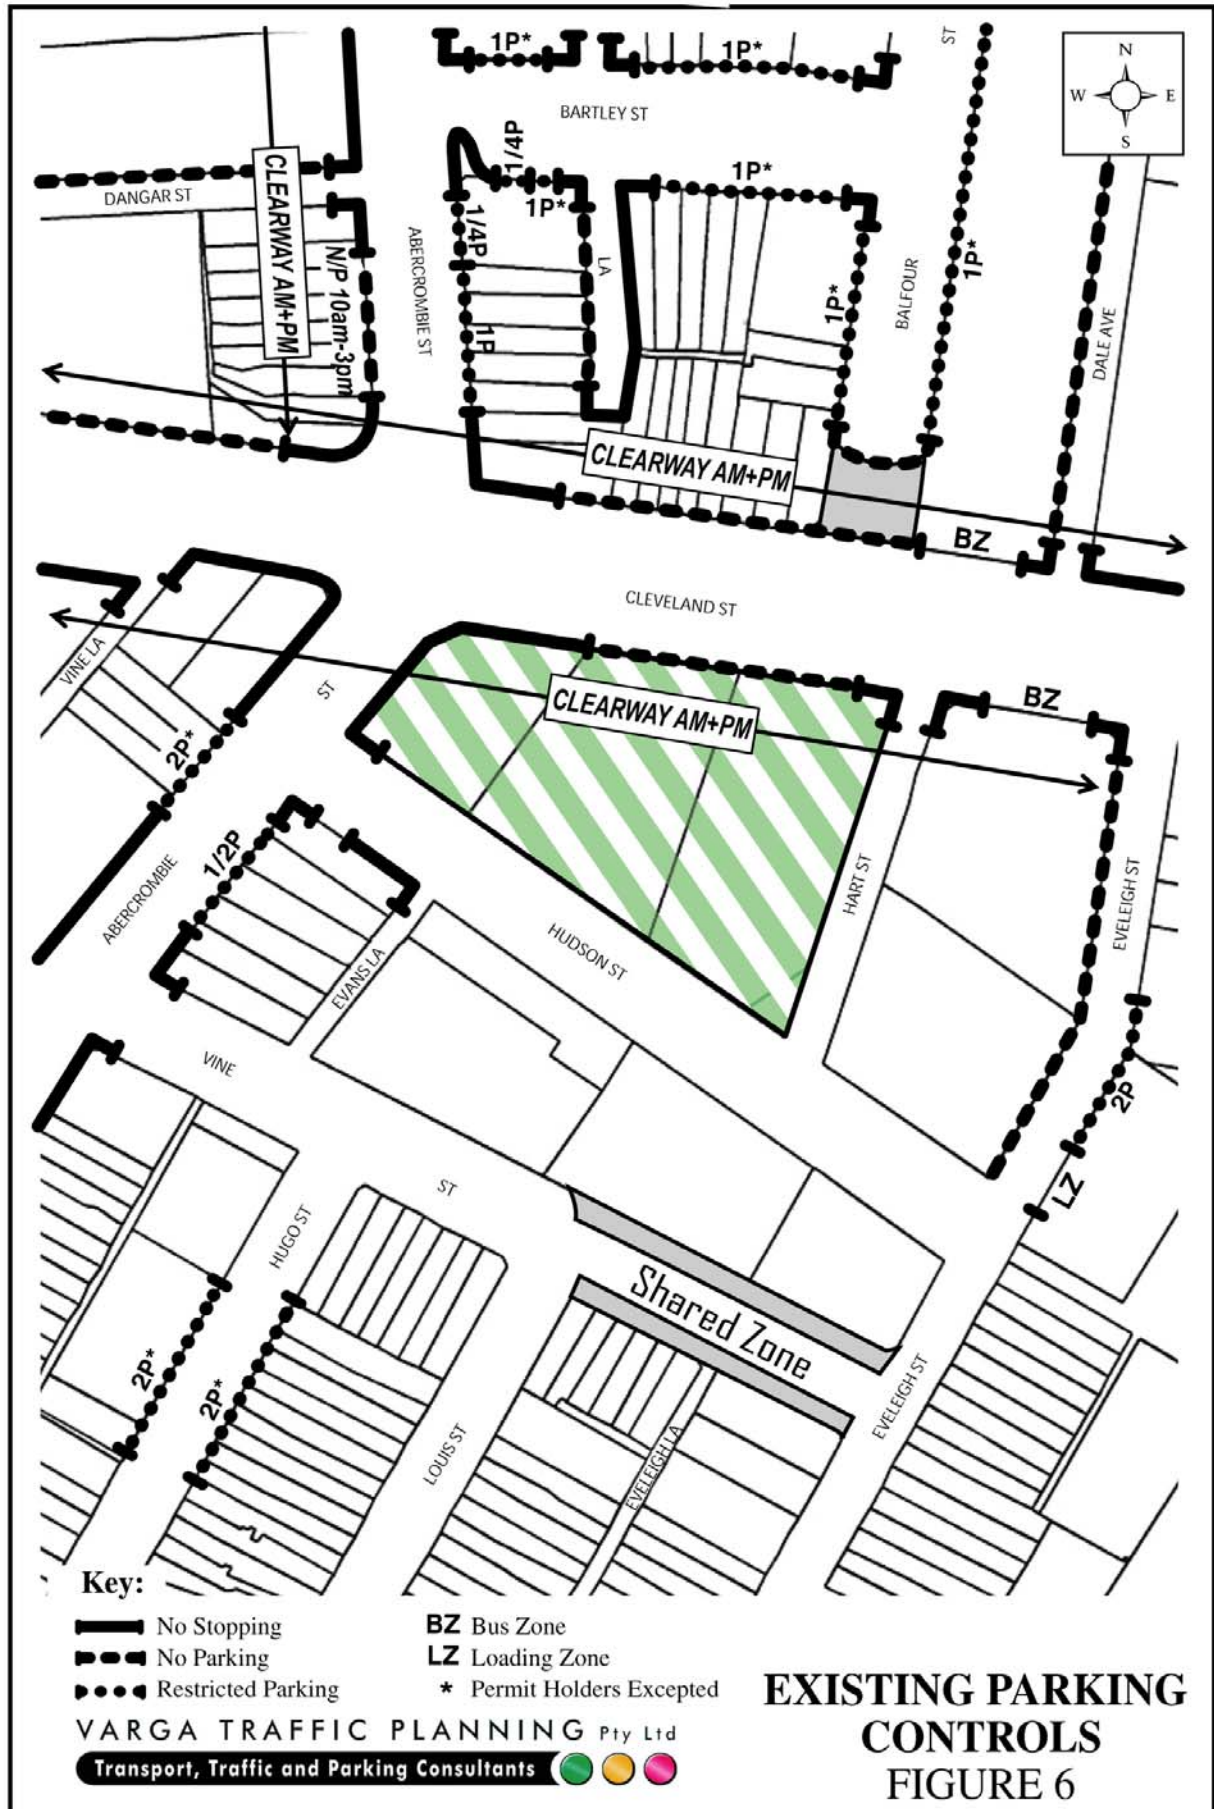 1P*
1P*
ST
N
W E
S
BARTLEY ST
1/4P
1P*
1P*
DANGAR ST
CLEARWAY AM+PM
N/P 10am-3pm
ABERCROMBIE ST
1/4P
1P
LA
1P*
BALFOUR
1P*
DALE AVE
CLEARWAY AM+PM
BZ
CLEVELAND ST
VINE LA
ST
2P*
CLEARWAY AM+PM
BZ
1/2P
ABERCROMBIE
EVANS LA
HUDSON ST
HART ST
EVELEIGH ST
VINE
2P
LZ
ST
HUGO ST
Shared Zone
2P*
2P*
LOUIS ST
EVELEIGH LA
EVELEIGH ST
Key:
No Stopping
No Parking
Restricted Parking
BZ Bus Zone
LZ Loading Zone
* Permit Holders Excepted
VARGA TRAFFIC PLANNING Pty Ltd
Transport, Traffic and Parking Consultants
EXISTING PARKING
CONTROLS
FIGURE 6